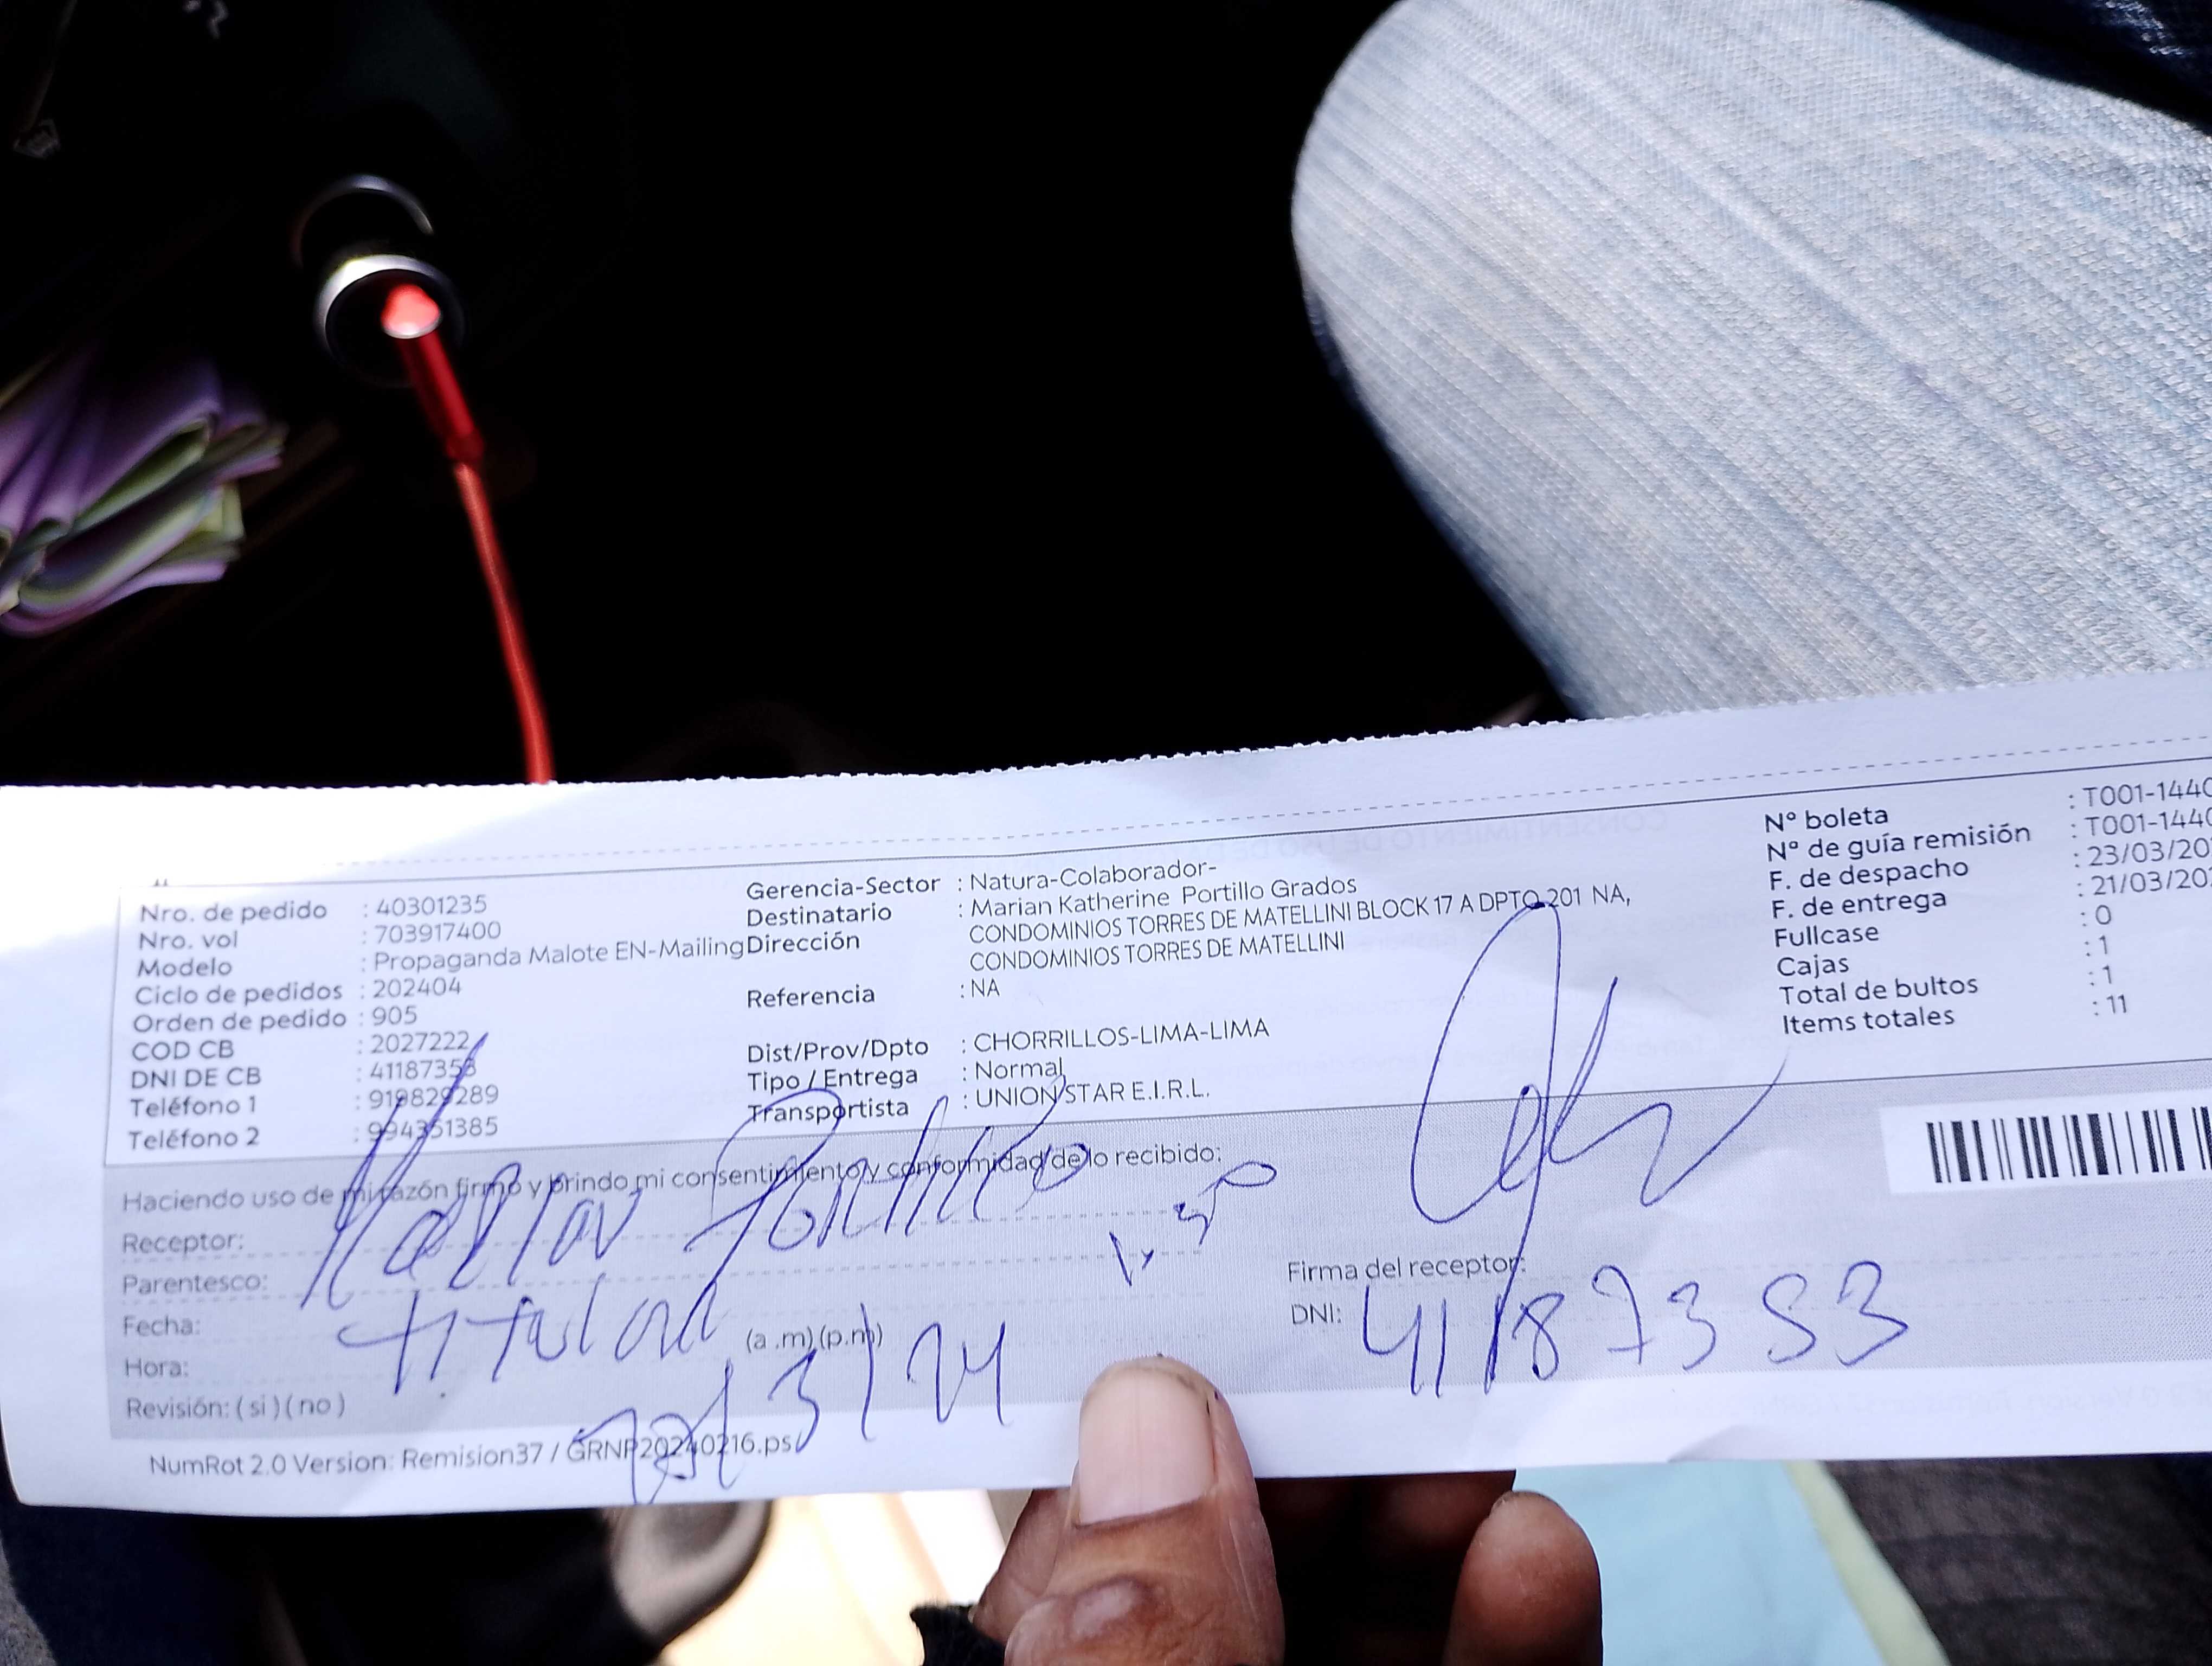 Nro. de pedido : 40301235
Nro. vol : 703917400
Modelo : Propaganda Malote EN-Mailing
Ciclo de pedidos : 202404
Orden de pedido : 905
COD CB : 2027222
DNI DE CB : 41187353
Teléfono 1 : 919829289
Teléfono 2 : 994351385
Gerencia-Sector : Natura-Colaborador-
Destinatario : Marian Katherine Portillo Grados
Dirección : CONDOMINIOS TORRES DE MATELLINI BLOCK 17 A DPTO 201 NA,
CONDOMINIOS TORRES DE MATELLINI
Referencia : NA
Dist/Prov/Dpto : CHORRILLOS-LIMA-LIMA
Tipo / Entrega : Normal
Transportista : UNION STAR E.I.R.L.
Nº boleta : T001-1440
Nº de guía remisión : T001-1440
F. de despacho : 23/03/20
F. de entrega : 21/03/20
Fullcase : 0
Cajas : 1
Total de bultos : 1
Items totales : 11
Haciendo uso de mi razón firmo y brindo mi consentimiento y conformidad de lo recibido:
Receptor: Marian Portillo
Parentesco: titular
Fecha: /3/24
Hora: (a .m) (p.m)
Revisión: ( si ) ( no )
Firma del receptor:
DNI: 41187353
NumRot 2.0 Version: Remision37 / GRNP20240216.ps